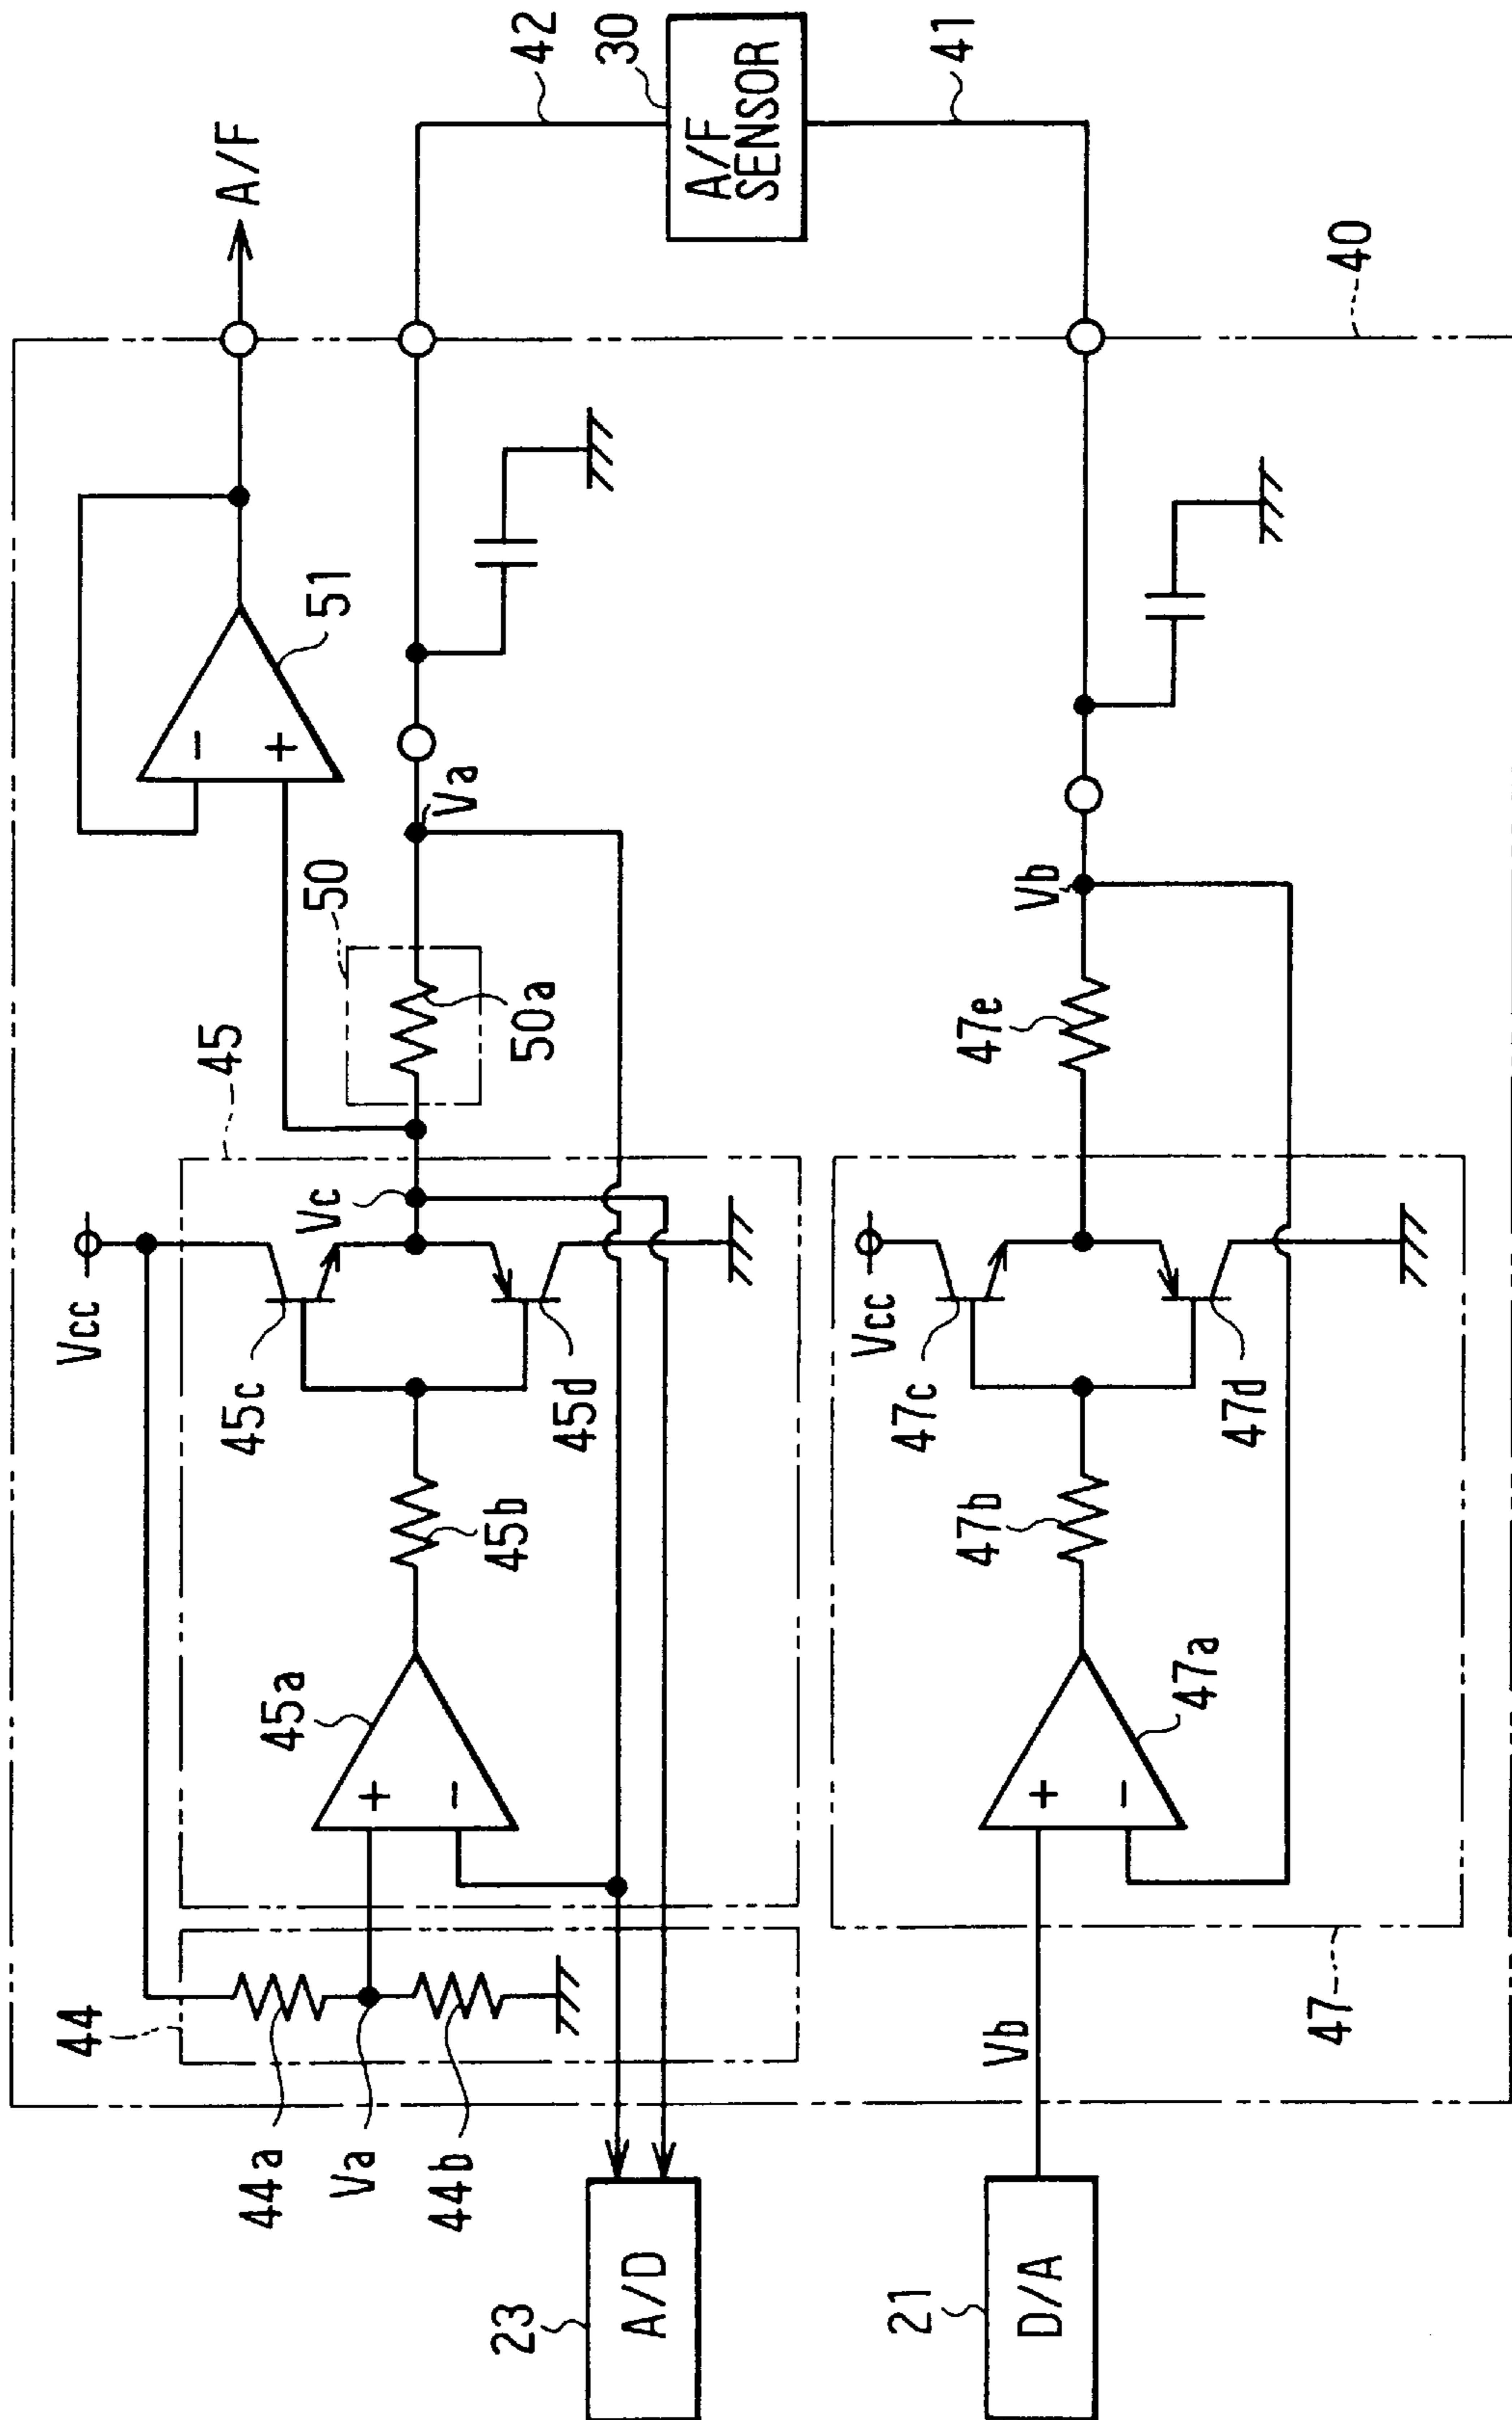 A/F
42
30
A/F
SENSOR
41
40
51
-
+
Va
50
50a
45
Vc
Vcc
45c
45d
45b
45a
+
-
44
44a
Va
44b
23
A/D
Vb
47e
Vcc
47c
47d
47b
47a
+
-
47
Vb
21
D/A